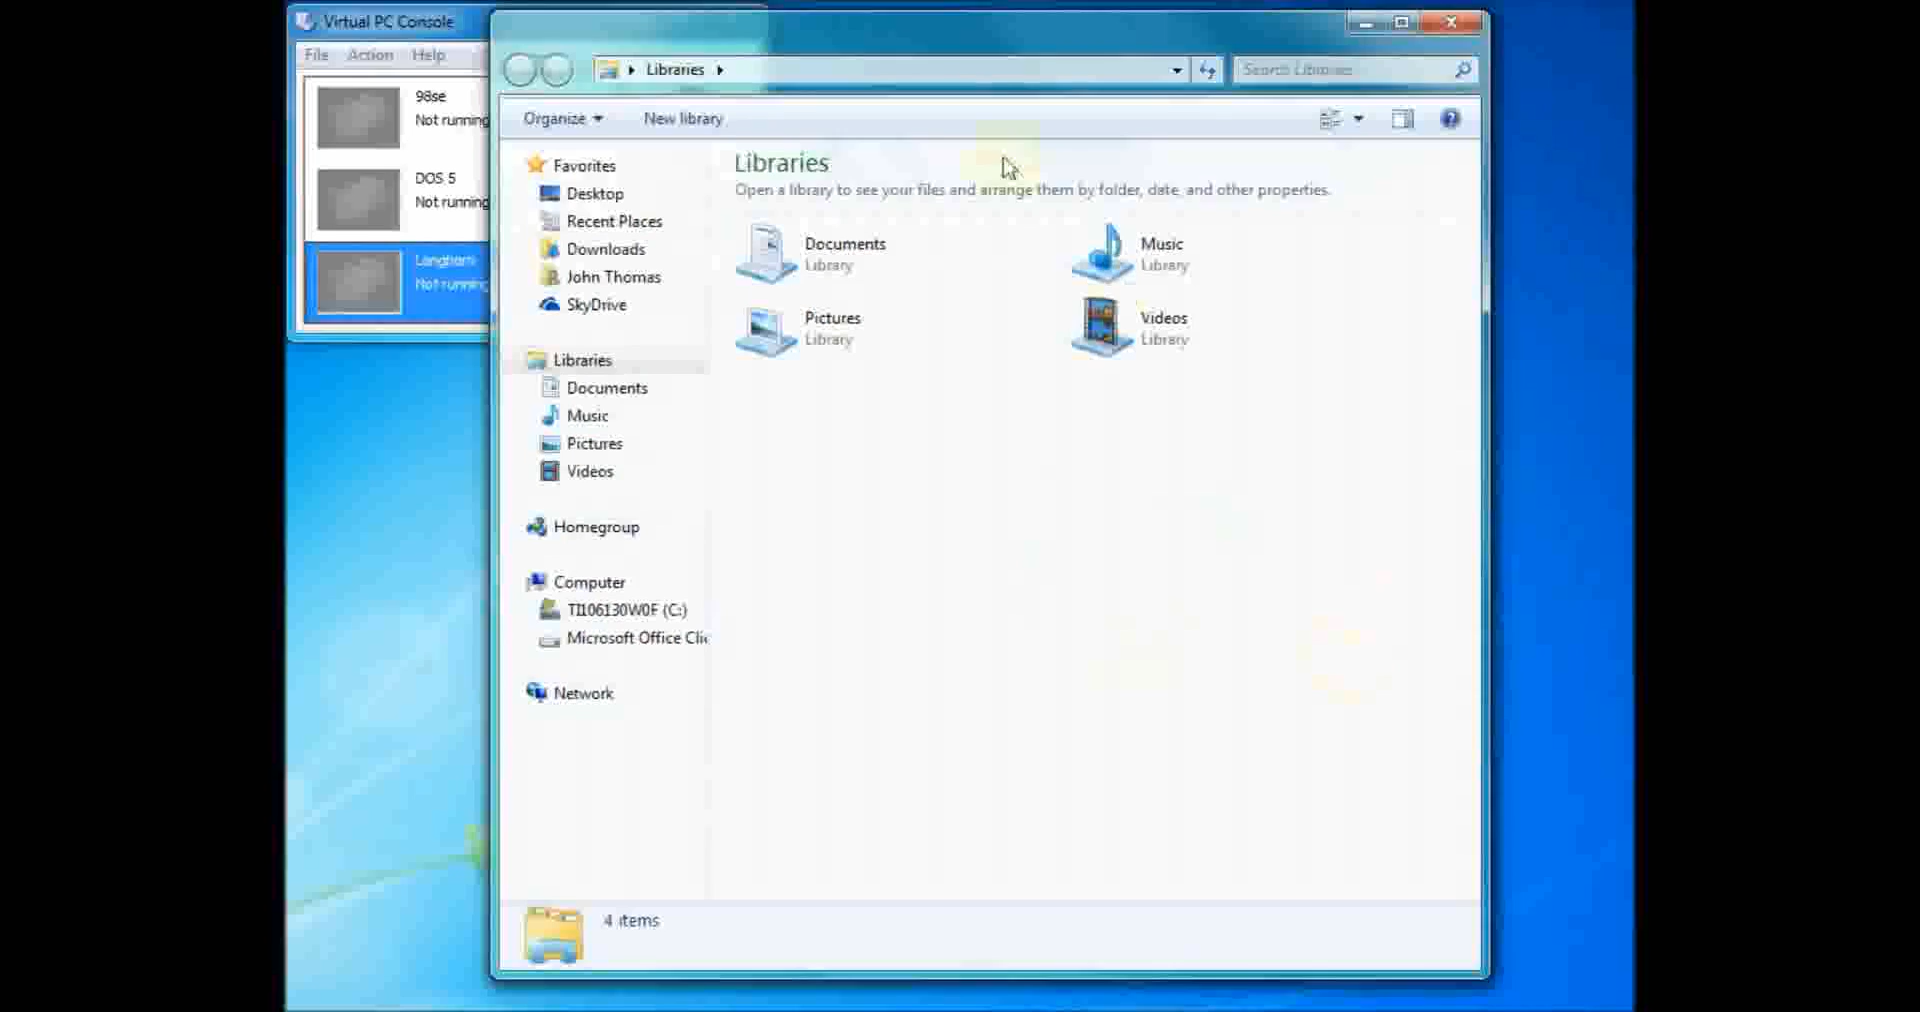 Virtual PC Console
File Action Help
98se
Not running
DOS 5
Not running
Longhorn
Not running
Libraries
Search Libraries
Organize
New library
Favorites
Desktop
Recent Places
Downloads
John Thomas
SkyDrive
Libraries
Documents
Music
Pictures
Videos
Homegroup
Computer
TI106130W0F (C:)
Microsoft Office Clic
Network
Libraries
Open a library to see your files and arrange them by folder, date, and other properties.
Documents
Library
Music
Library
Pictures
Library
Videos
Library
4 items